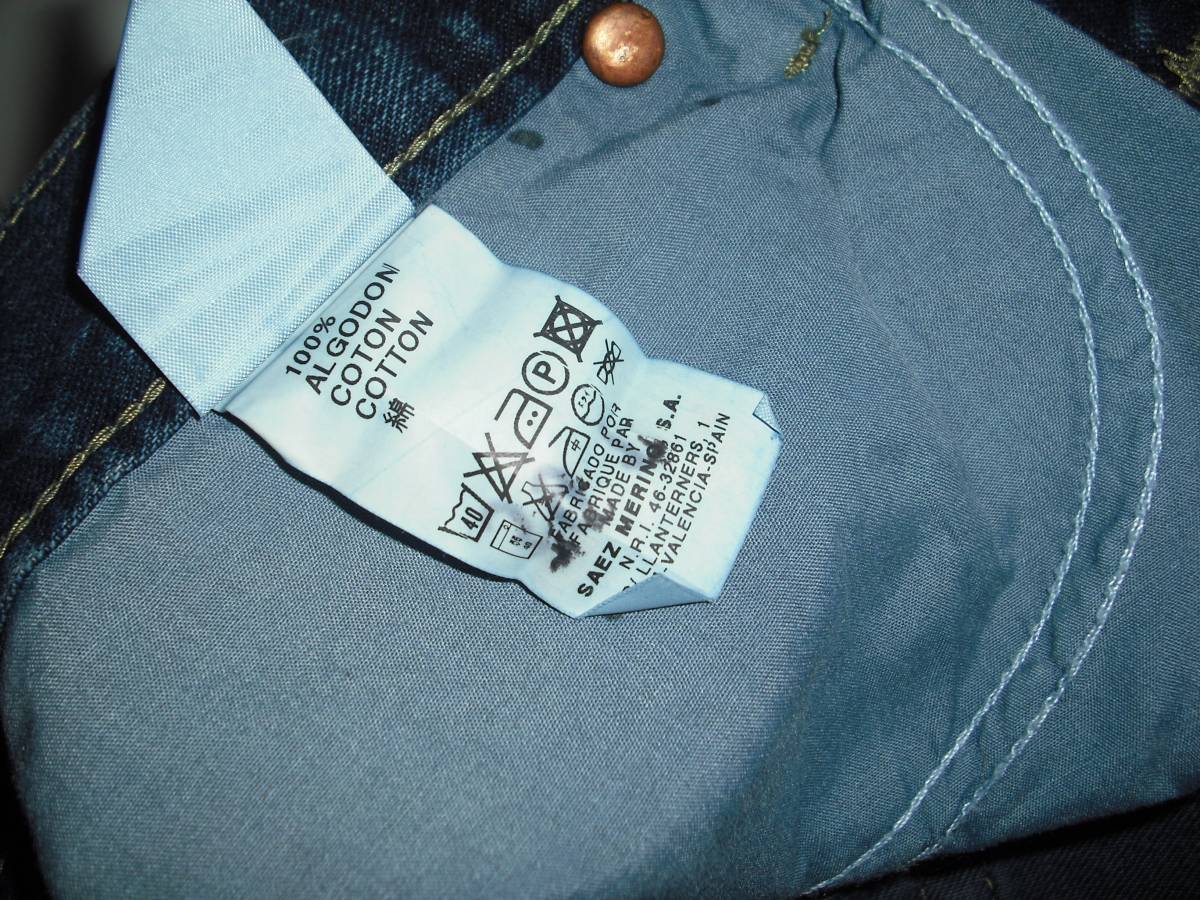 100%
ALGODON
COTON
COTTON
綿
40
P
FABRICADO POR
FABRIQUE PAR
MADE BY
SAEZ MERINO, S.A.
N.R.I. 46-32861
C/ LLANTERNERS, 1
-VALENCIA-SPAIN